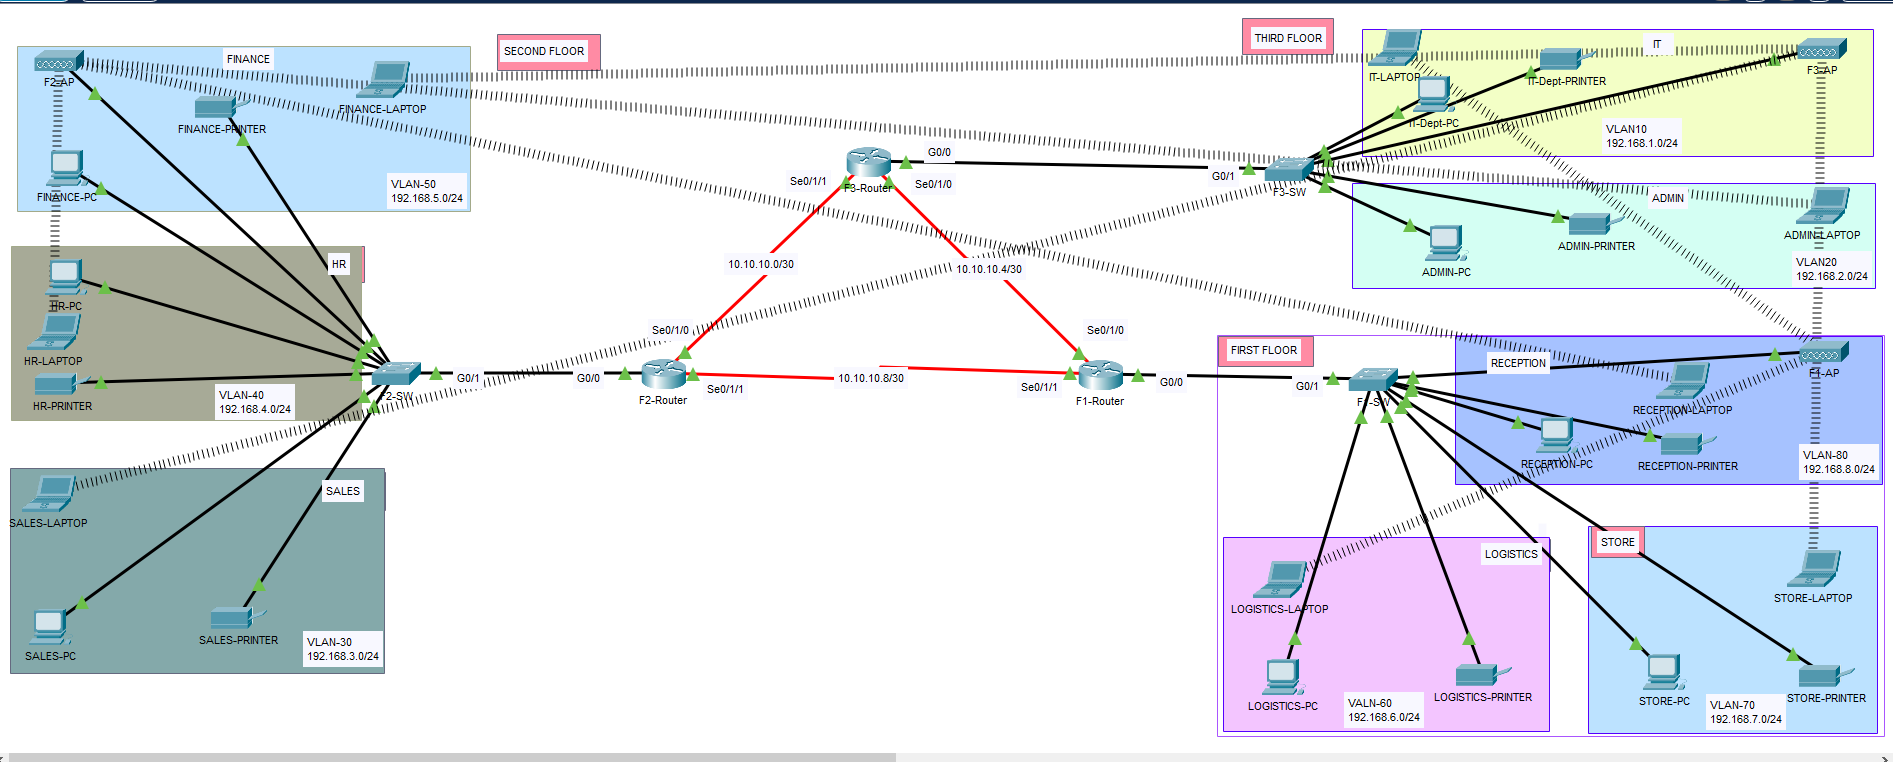 SECOND FLOOR
THIRD FLOOR
FINANCE
F2-AP
FINANCE-LAPTOP
FINANCE-PRINTER
FINANCE-PC
VLAN-50
192.168.5.0/24
IT
IT-LAPTOP
IT-Dept-PRINTER
F3-AP
IT-Dept-PC
VLAN10
192.168.1.0/24
G0/0
Se0/1/1
F3-Router
Se0/1/0
G0/1
F3-SW
ADMIN
ADMIN-PRINTER
ADMIN-LAPTOP
ADMIN-PC
VLAN20
192.168.2.0/24
HR
HR-PC
HR-LAPTOP
HR-PRINTER
VLAN-40
192.168.4.0/24
10.10.10.0/30
10.10.10.4/30
Se0/1/0
Se0/1/0
F2-SW
G0/1
G0/0
F2-Router
Se0/1/1
10.10.10.8/30
Se0/1/1
F1-Router
G0/0
G0/1
F1-SW
FIRST FLOOR
RECEPTION
F1-AP
RECEPTION-LAPTOP
RECEPTION-PC
RECEPTION-PRINTER
VLAN-80
192.168.8.0/24
SALES
SALES-LAPTOP
SALES-PC
SALES-PRINTER
VLAN-30
192.168.3.0/24
LOGISTICS
LOGISTICS-LAPTOP
LOGISTICS-PC
LOGISTICS-PRINTER
VALN-60
192.168.6.0/24
STORE
STORE-LAPTOP
STORE-PC
STORE-PRINTER
VLAN-70
192.168.7.0/24